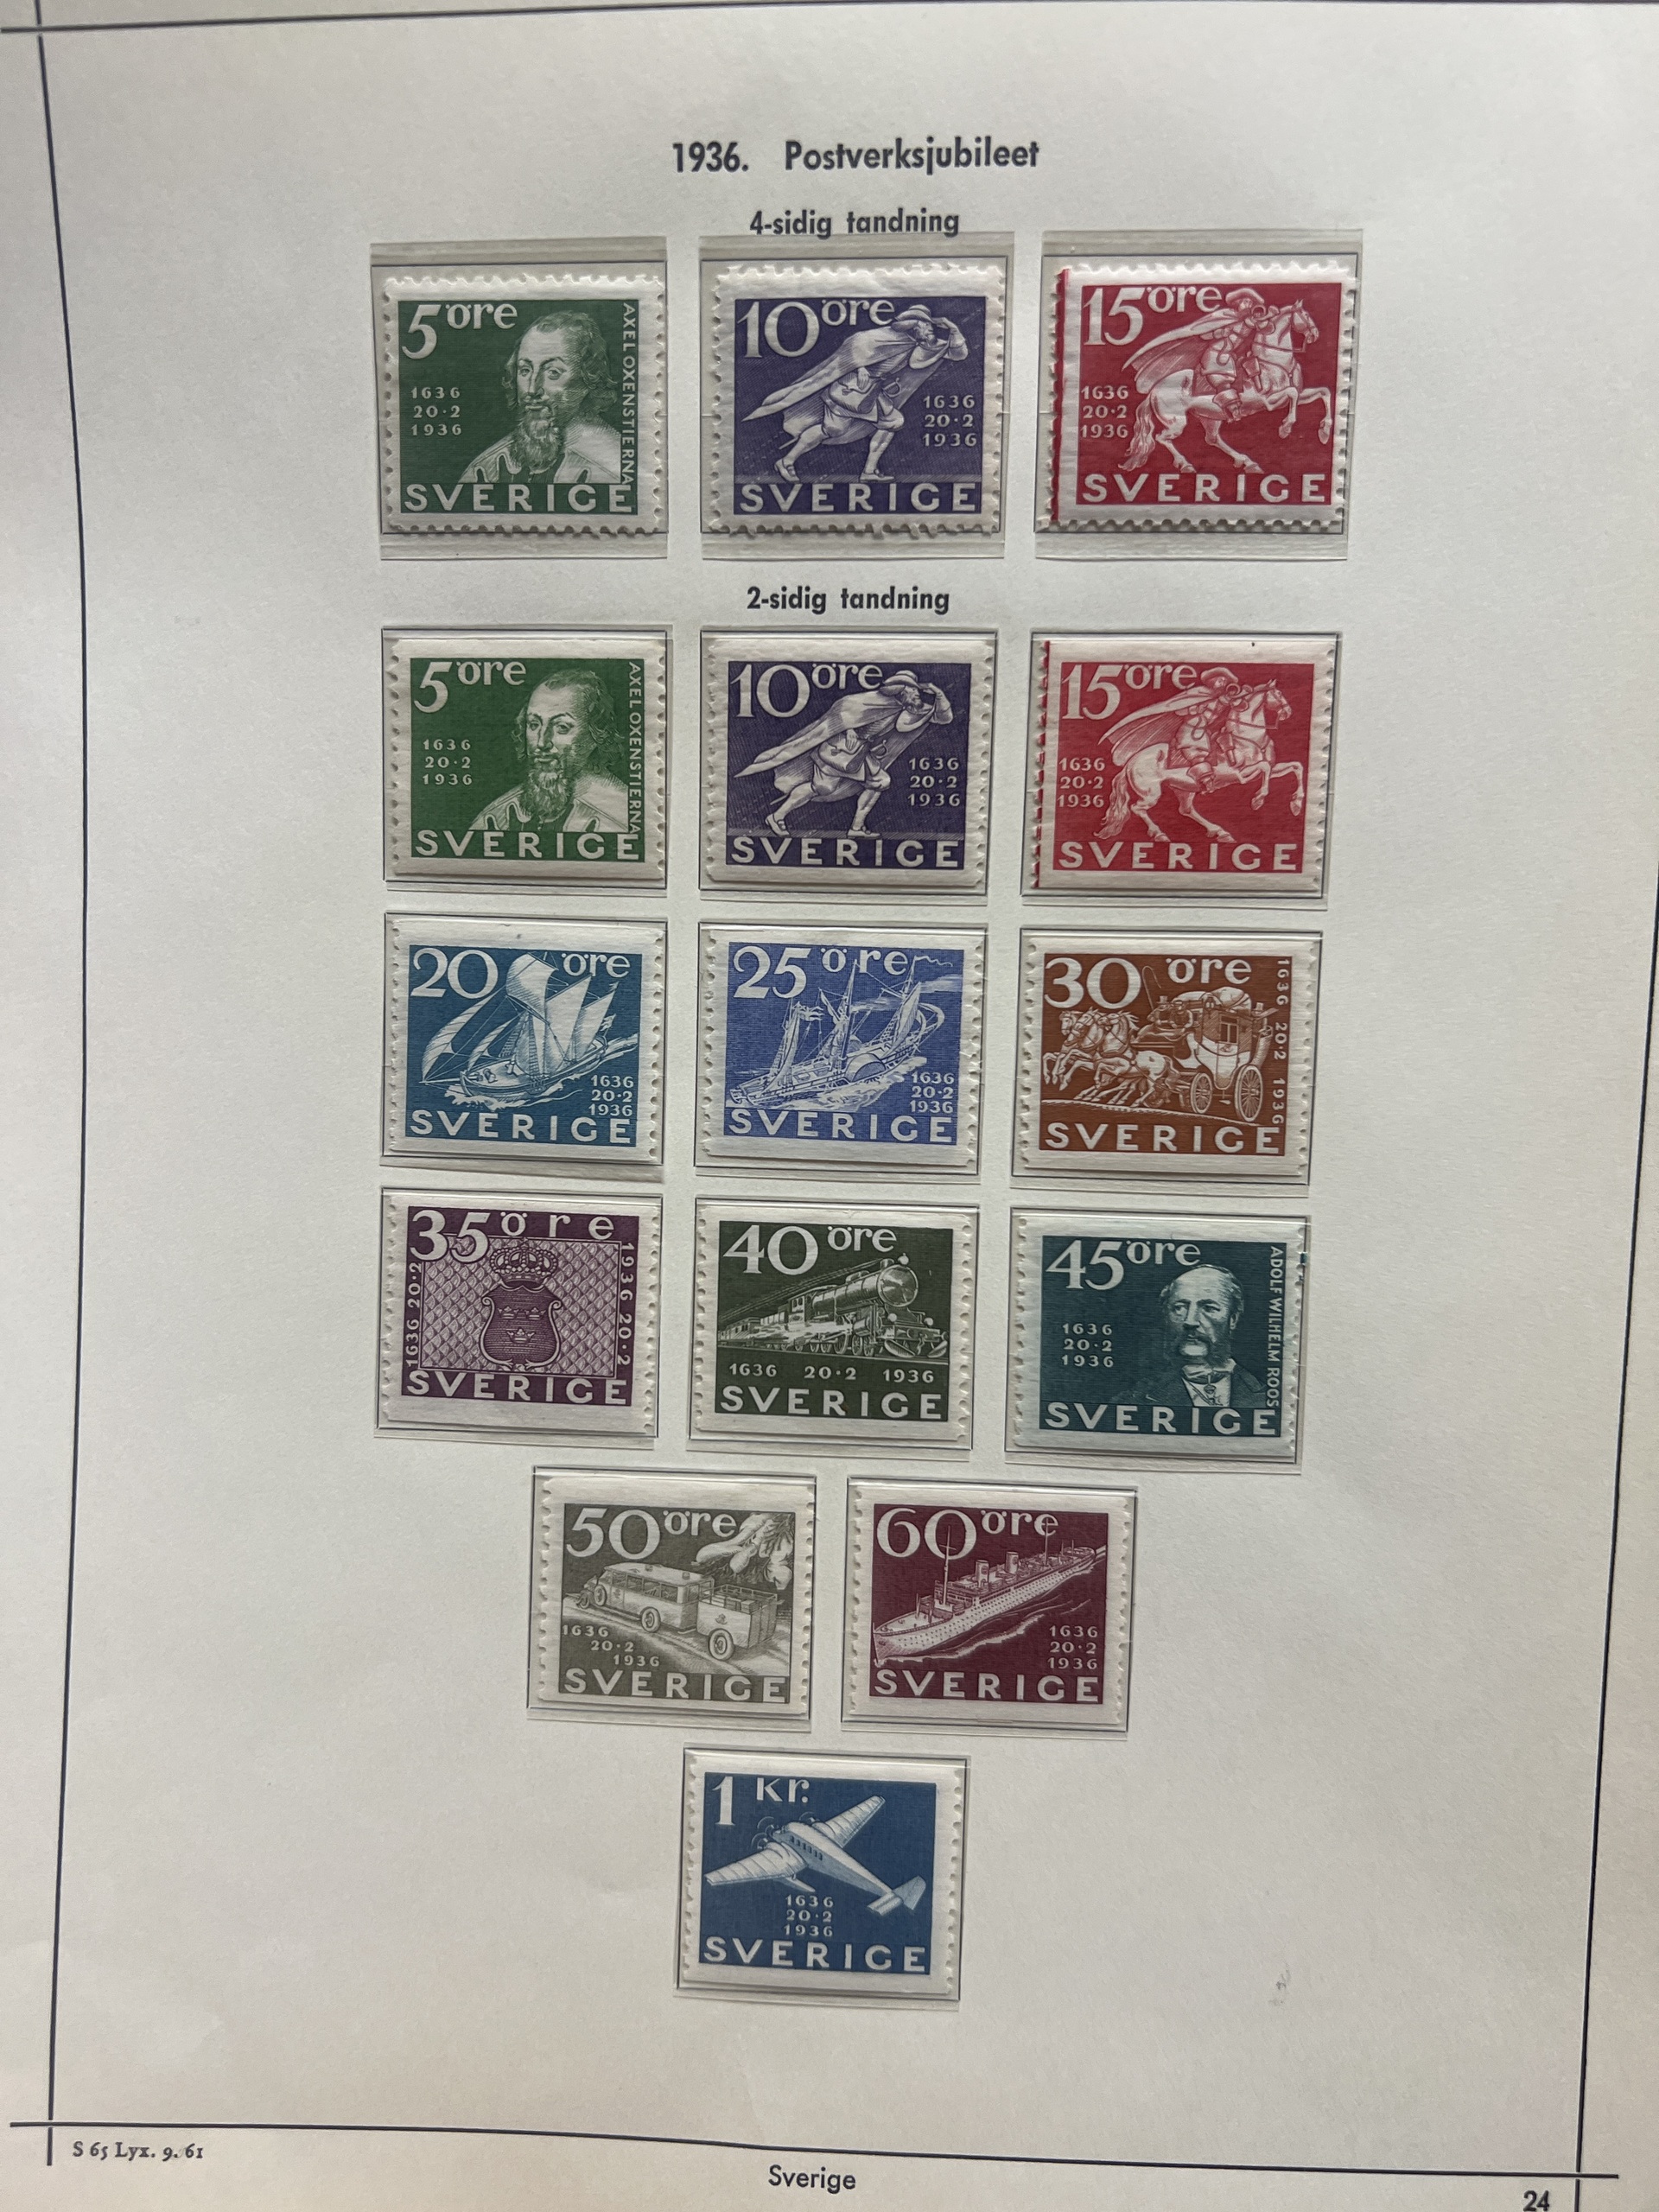 1936. Postverksjubileet
4-sidig tandning
5 öre
AXEL OXENSTIERNA
1636
20·2
1936
SVERIGE
10 öre
1636
20·2
1936
SVERIGE
15 öre
1636
20·2
1936
SVERIGE
2-sidig tandning
5 öre
AXEL OXENSTIERNA
1636
20·2
1936
SVERIGE
10 öre
1636
20·2
1936
SVERIGE
15 öre
1636
20·2
1936
SVERIGE
20 öre
1636
20·2
1936
SVERIGE
25 öre
1636
20·2
1936
SVERIGE
30 öre
1636 20·2 1936
SVERIGE
35 öre
1636 20·2
1936 20·2
SVERIGE
40 öre
1636 20·2 1936
SVERIGE
45 öre
ADOLF WILHELM ROOS
1636
20·2
1936
SVERIGE
50 öre
1636
20·2
1936
SVERIGE
60 öre
1636
20·2
1936
SVERIGE
1 Kr.
1636
20·2
1936
SVERIGE
S 65 Lyx. 9. 61
Sverige
24